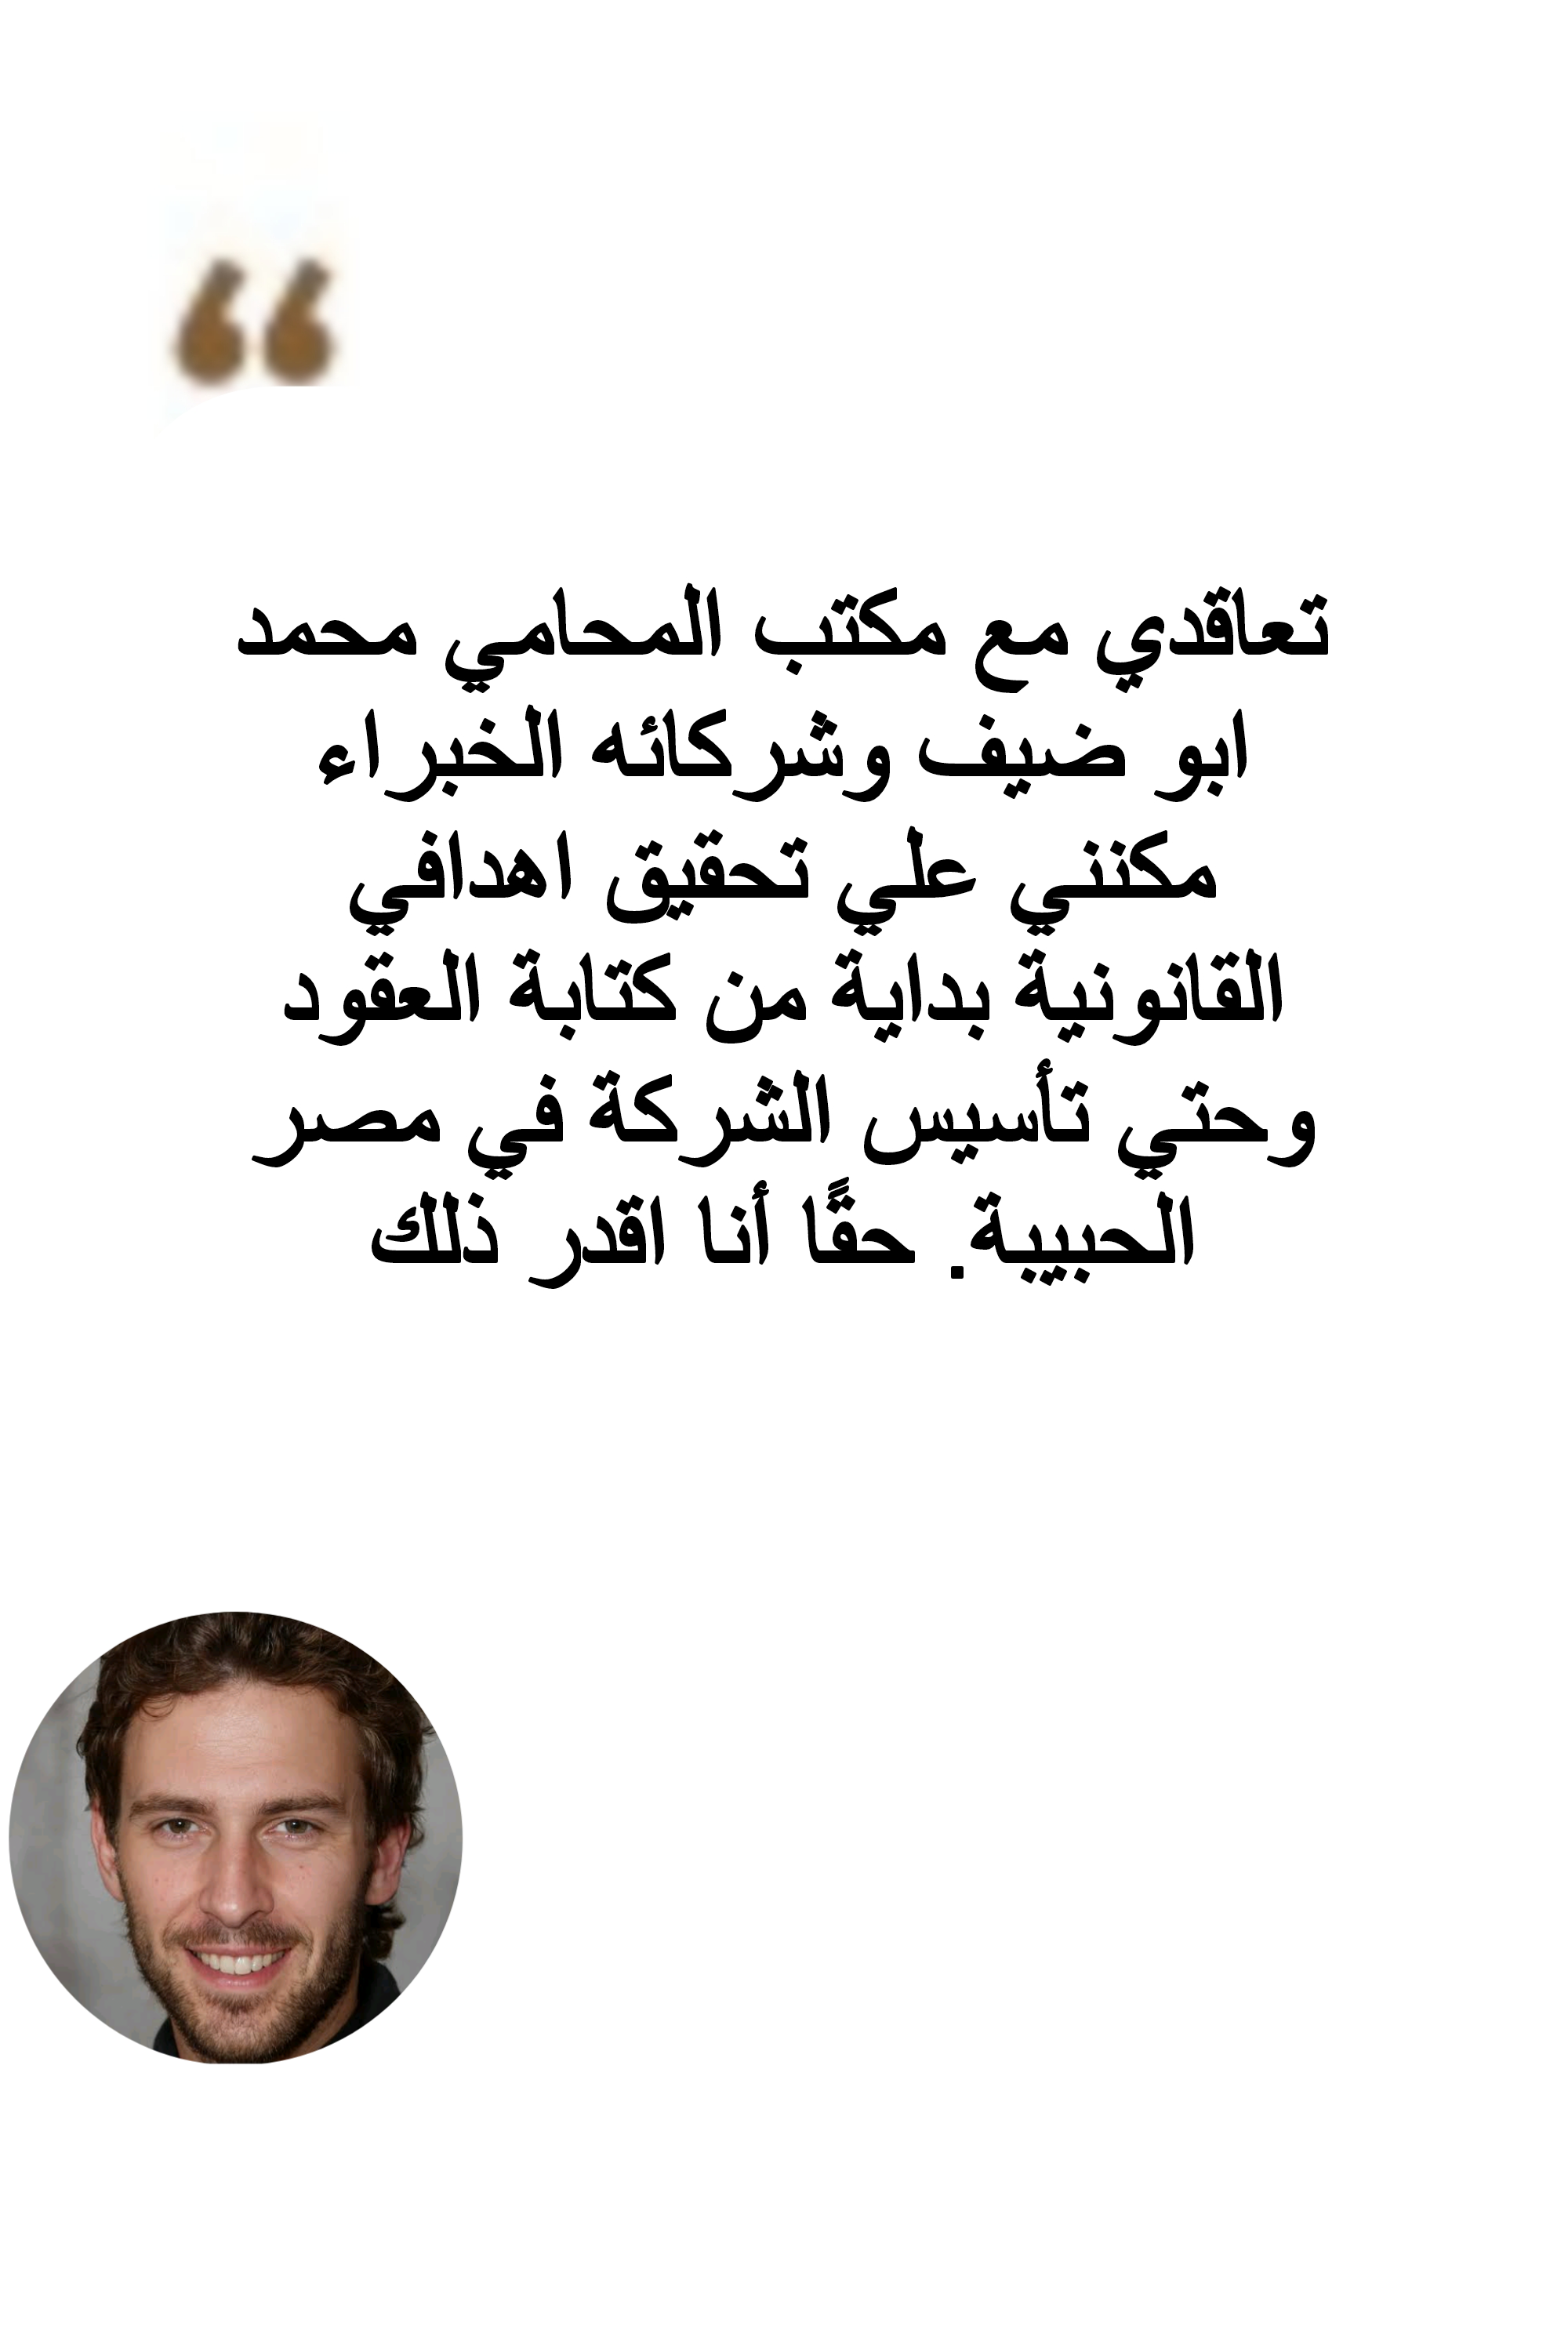 تعاقدي مع مكتب المحامي محمد
ابو ضيف وشركائه الخبراء
مكنني علي تحقيق اهدافي
القانونية بداية من كتابة العقود
وحتي تأسيس الشركة في مصر
الحبيبة. حقًا أنا اقدر ذلك